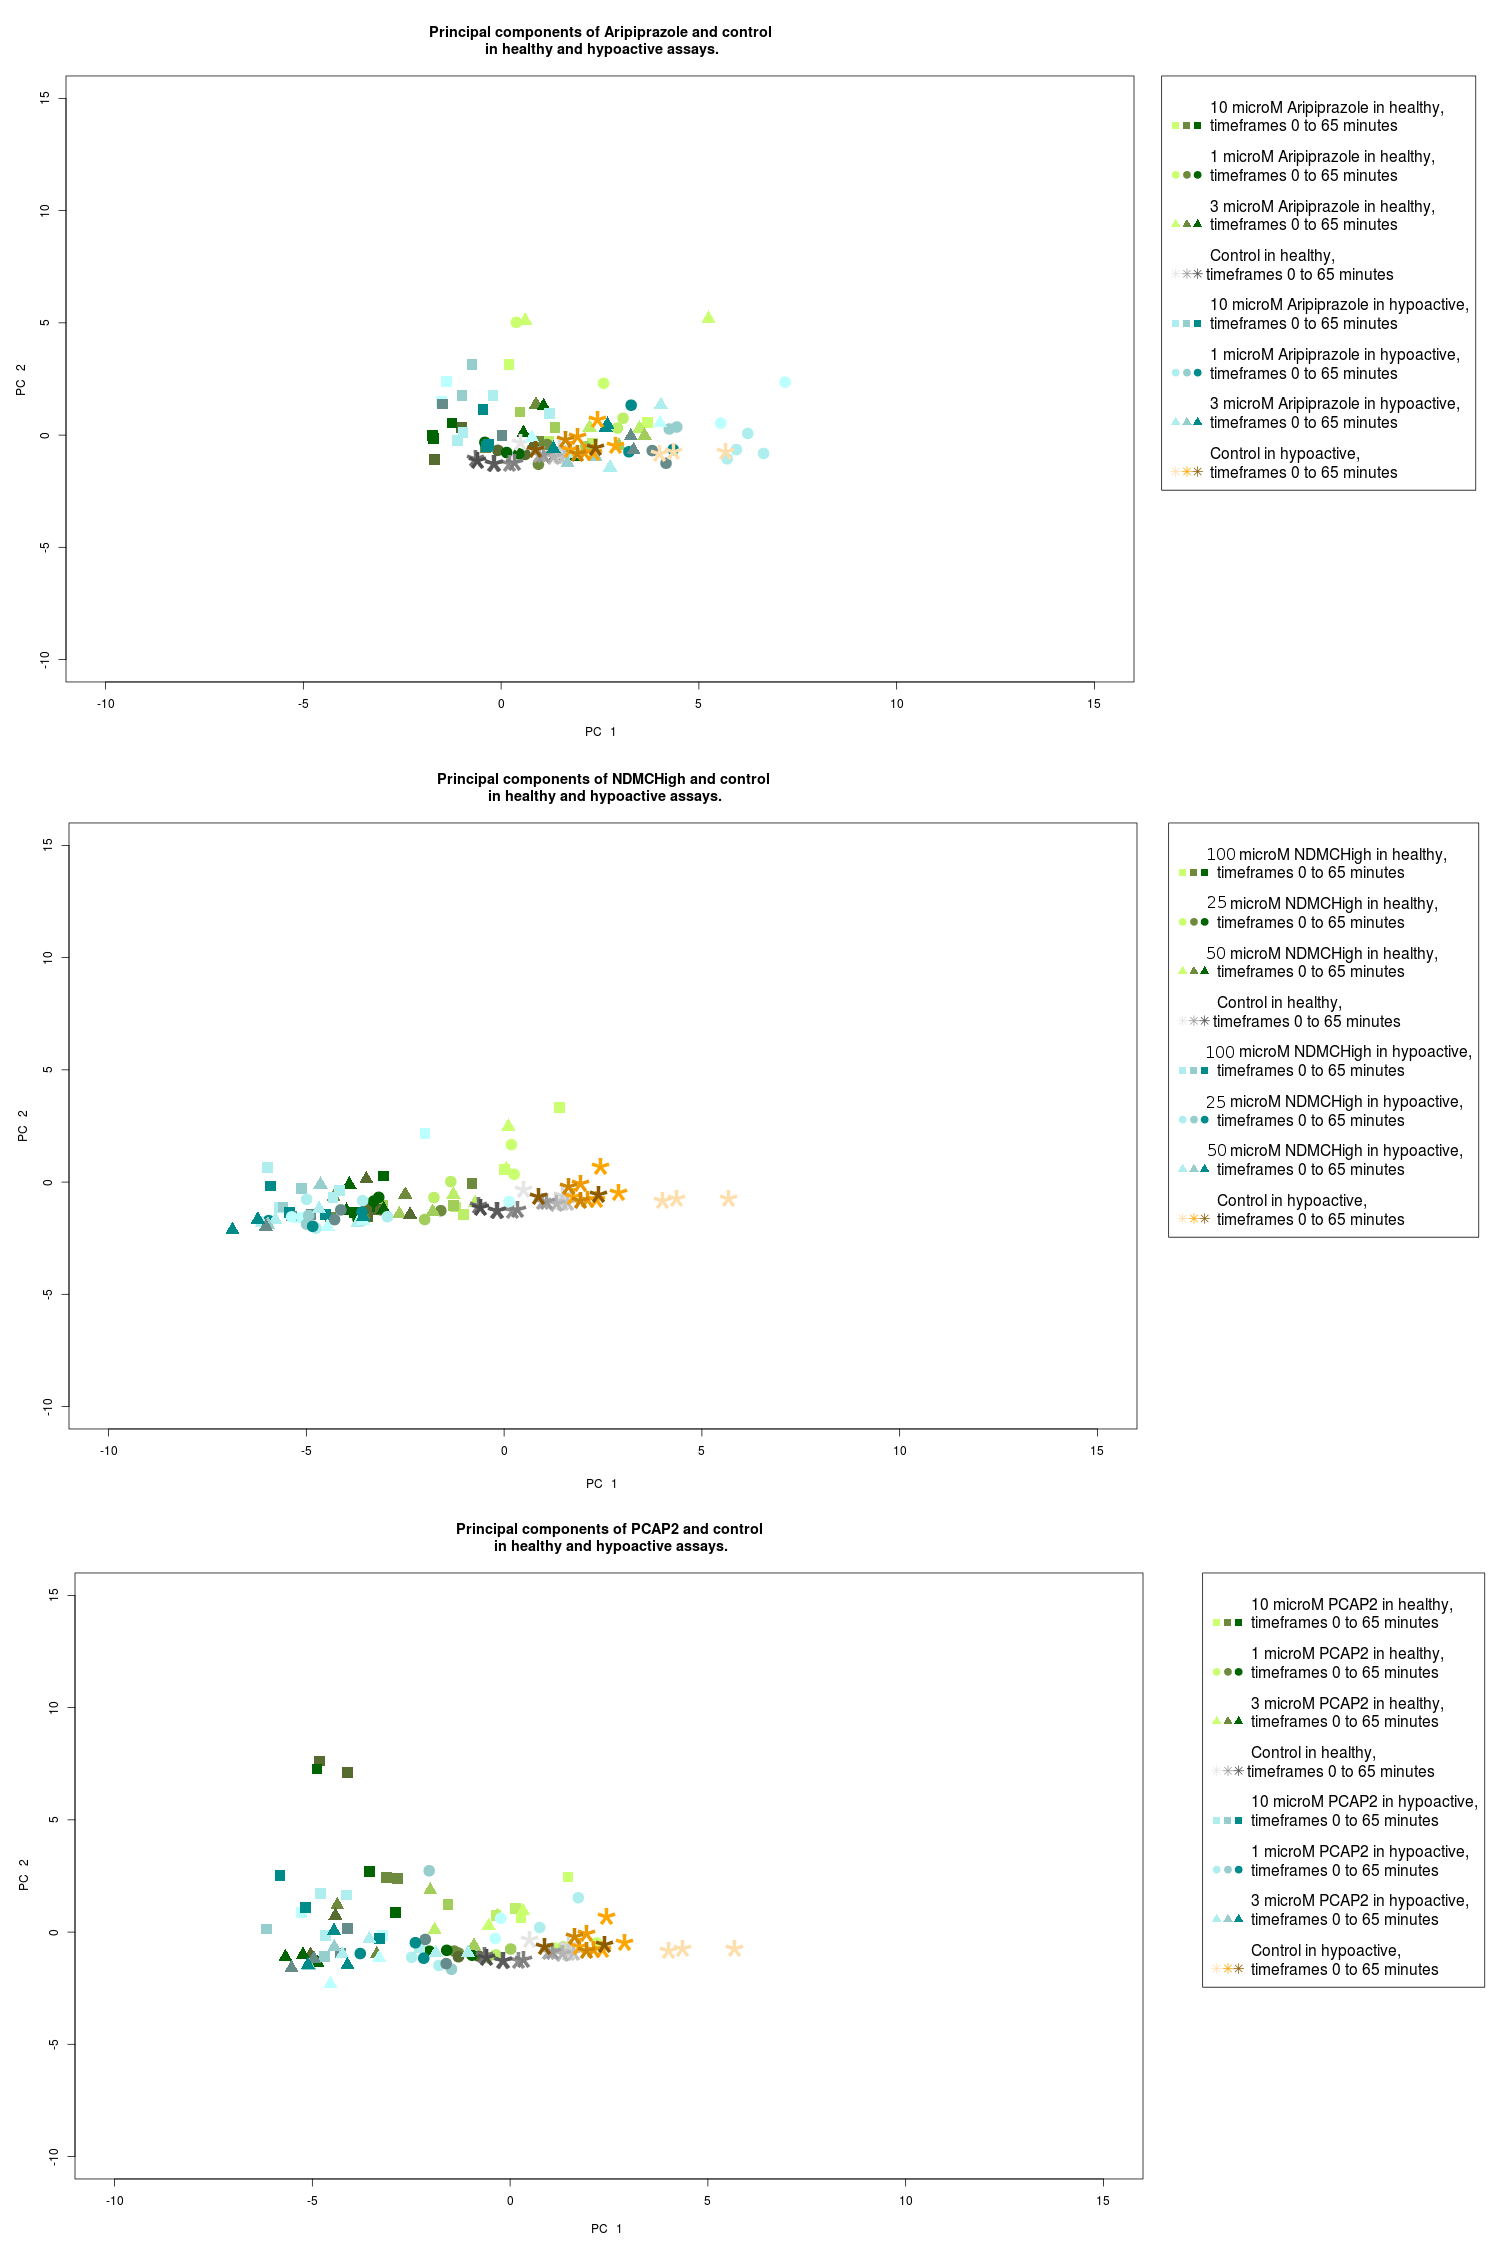 Principal components of Aripiprazole and control
in healthy and hypoactive assays.
15
10
5
0
-5
-10
PC 2
-10 -5 0 5 10 15
PC 1
10 microM Aripiprazole in healthy,
timeframes 0 to 65 minutes
1 microM Aripiprazole in healthy,
timeframes 0 to 65 minutes
3 microM Aripiprazole in healthy,
timeframes 0 to 65 minutes
Control in healthy,
timeframes 0 to 65 minutes
10 microM Aripiprazole in hypoactive,
timeframes 0 to 65 minutes
1 microM Aripiprazole in hypoactive,
timeframes 0 to 65 minutes
3 microM Aripiprazole in hypoactive,
timeframes 0 to 65 minutes
Control in hypoactive,
timeframes 0 to 65 minutes
Principal components of NDMCHigh and control
in healthy and hypoactive assays.
15
10
5
0
-5
-10
PC 2
-10 -5 0 5 10 15
PC 1
100 microM NDMCHigh in healthy,
timeframes 0 to 65 minutes
25 microM NDMCHigh in healthy,
timeframes 0 to 65 minutes
50 microM NDMCHigh in healthy,
timeframes 0 to 65 minutes
Control in healthy,
timeframes 0 to 65 minutes
100 microM NDMCHigh in hypoactive,
timeframes 0 to 65 minutes
25 microM NDMCHigh in hypoactive,
timeframes 0 to 65 minutes
50 microM NDMCHigh in hypoactive,
timeframes 0 to 65 minutes
Control in hypoactive,
timeframes 0 to 65 minutes
Principal components of PCAP2 and control
in healthy and hypoactive assays.
15
10
5
0
-5
-10
PC 2
-10 -5 0 5 10 15
PC 1
10 microM PCAP2 in healthy,
timeframes 0 to 65 minutes
1 microM PCAP2 in healthy,
timeframes 0 to 65 minutes
3 microM PCAP2 in healthy,
timeframes 0 to 65 minutes
Control in healthy,
timeframes 0 to 65 minutes
10 microM PCAP2 in hypoactive,
timeframes 0 to 65 minutes
1 microM PCAP2 in hypoactive,
timeframes 0 to 65 minutes
3 microM PCAP2 in hypoactive,
timeframes 0 to 65 minutes
Control in hypoactive,
timeframes 0 to 65 minutes